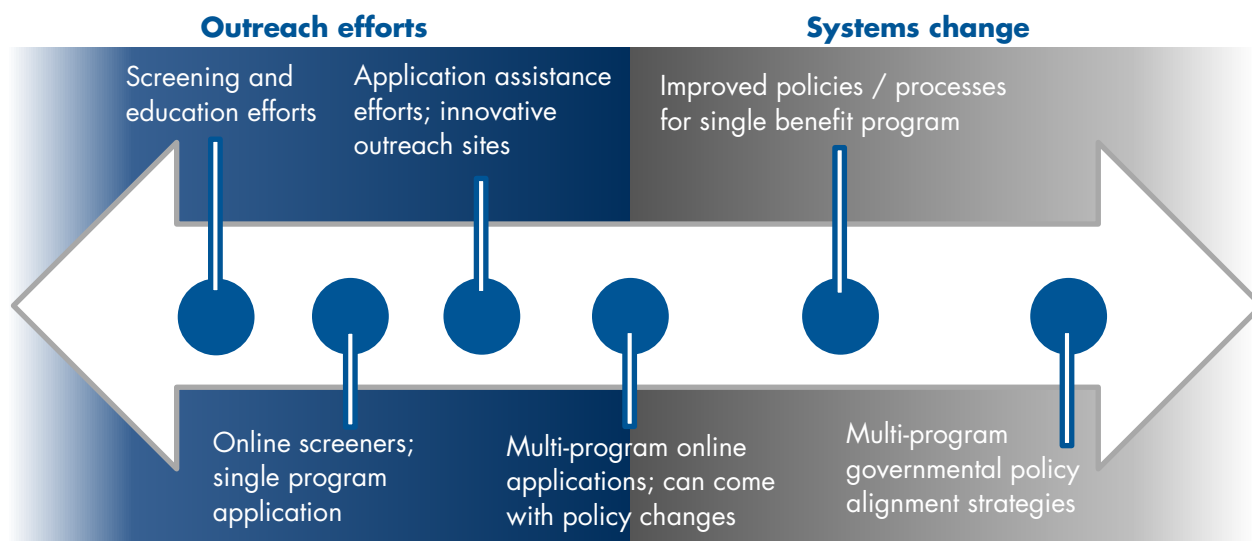 Outreach efforts
Systems change
Screening and
education efforts
Application assistance
efforts; innovative
outreach sites
Improved policies / processes
for single benefit program
Online screeners;
single program
application
Multi-program online
applications; can come
with policy changes
Multi-program
governmental policy
alignment strategies